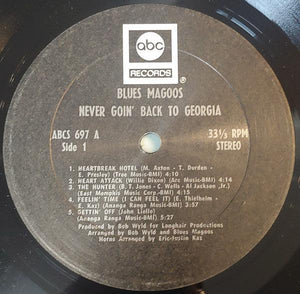 abc
RECORDS
BLUES MAGOOS
NEVER GOIN' BACK TO GEORGIA
ABCS 697 A
Side 1
33⅓ RPM
STEREO
1 HEARTBREAK HOTEL (M. Axton - T. Durden -
E. Presley) (Tree Music-BMI) 4:10
2 HEART ATTACK (Willie Dixon) (Arc Music-BMI) 4:30
3 THE HUNTER (B. T. Jones - C. Wells - Al Jackson, Jr.)
(East Memphis Music Corp.-BMI) 4:15
4 FEELIN' TIME (I CAN FEEL IT) (E. Thielhelm -
E. Kaz) (Ananga Ranga Music-BMI) 5:57
5 GETTIN' OFF (John Liello)
(Ananga Ranga Music-BMI)
5:27
Produced by Bob Wyld for Longhair Productions
Arranged by Bob Wyld and Blues Magoos
Horns Arranged by Eric-Justin Kaz